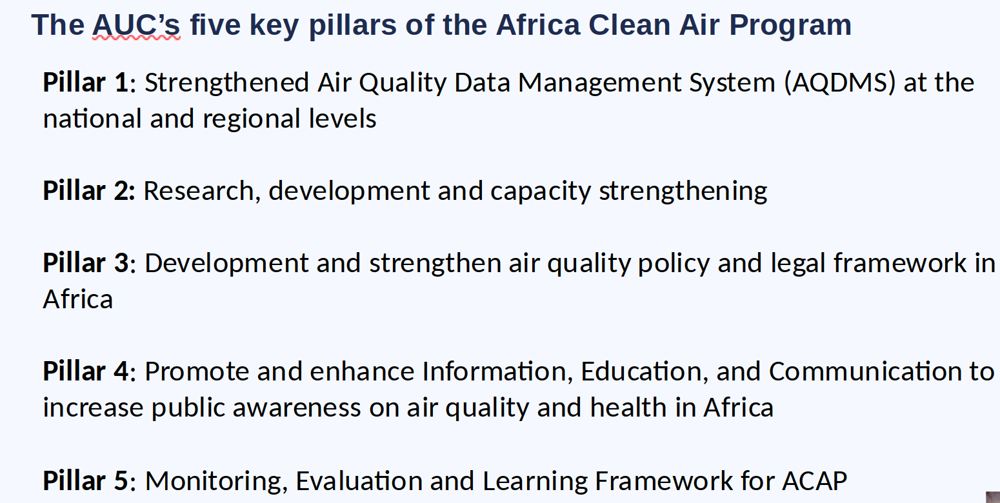 The AUC’s five key pillars of the Africa Clean Air Program
Pillar 1: Strengthened Air Quality Data Management System (AQDMS) at the
national and regional levels
Pillar 2: Research, development and capacity strengthening
Pillar 3: Development and strengthen air quality policy and legal framework in
Africa
Pillar 4: Promote and enhance Information, Education, and Communication to
increase public awareness on air quality and health in Africa
Pillar 5: Monitoring, Evaluation and Learning Framework for ACAP